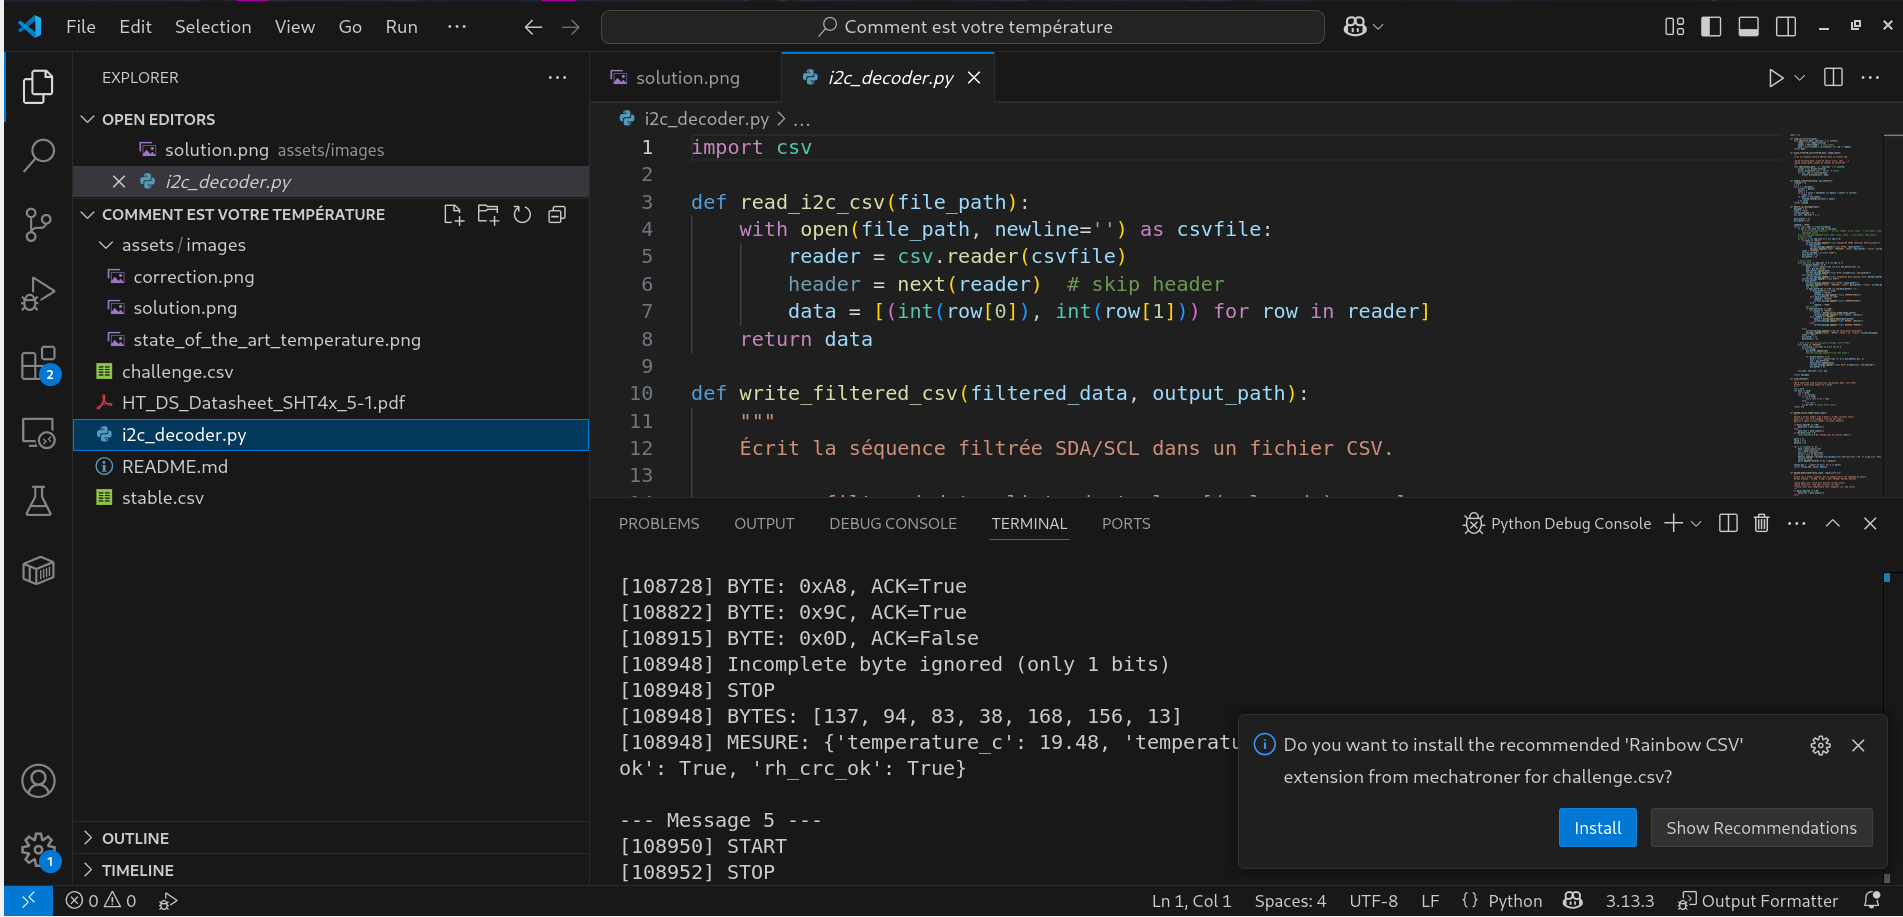 File Edit Selection View Go Run ···
Comment est votre température
EXPLORER
OPEN EDITORS
solution.png assets/images
i2c_decoder.py
COMMENT EST VOTRE TEMPÉRATURE
assets / images
correction.png
solution.png
state_of_the_art_temperature.png
challenge.csv
HT_DS_Datasheet_SHT4x_5-1.pdf
i2c_decoder.py
README.md
stable.csv
OUTLINE
TIMELINE
2
1
solution.png
i2c_decoder.py
i2c_decoder.py > ...
1 import csv
2
3 def read_i2c_csv(file_path):
4 with open(file_path, newline='') as csvfile:
5 reader = csv.reader(csvfile)
6 header = next(reader)  # skip header
7 data = [(int(row[0]), int(row[1])) for row in reader]
8 return data
9
10 def write_filtered_csv(filtered_data, output_path):
11 """
12 Écrit la séquence filtrée SDA/SCL dans un fichier CSV.
13
PROBLEMS OUTPUT DEBUG CONSOLE TERMINAL PORTS
Python Debug Console
[108728] BYTE: 0xA8, ACK=True
[108822] BYTE: 0x9C, ACK=True
[108915] BYTE: 0x0D, ACK=False
[108948] Incomplete byte ignored (only 1 bits)
[108948] STOP
[108948] BYTES: [137, 94, 83, 38, 168, 156, 13]
[108948] MESURE: {'temperature_c': 19.48, 'temperatu
ok': True, 'rh_crc_ok': True}
--- Message 5 ---
[108950] START
[108952] STOP
Do you want to install the recommended 'Rainbow CSV'
extension from mechatroner for challenge.csv?
Install Show Recommendations
0 0
Ln 1, Col 1 Spaces: 4 UTF-8 LF {} Python 3.13.3 Output Formatter